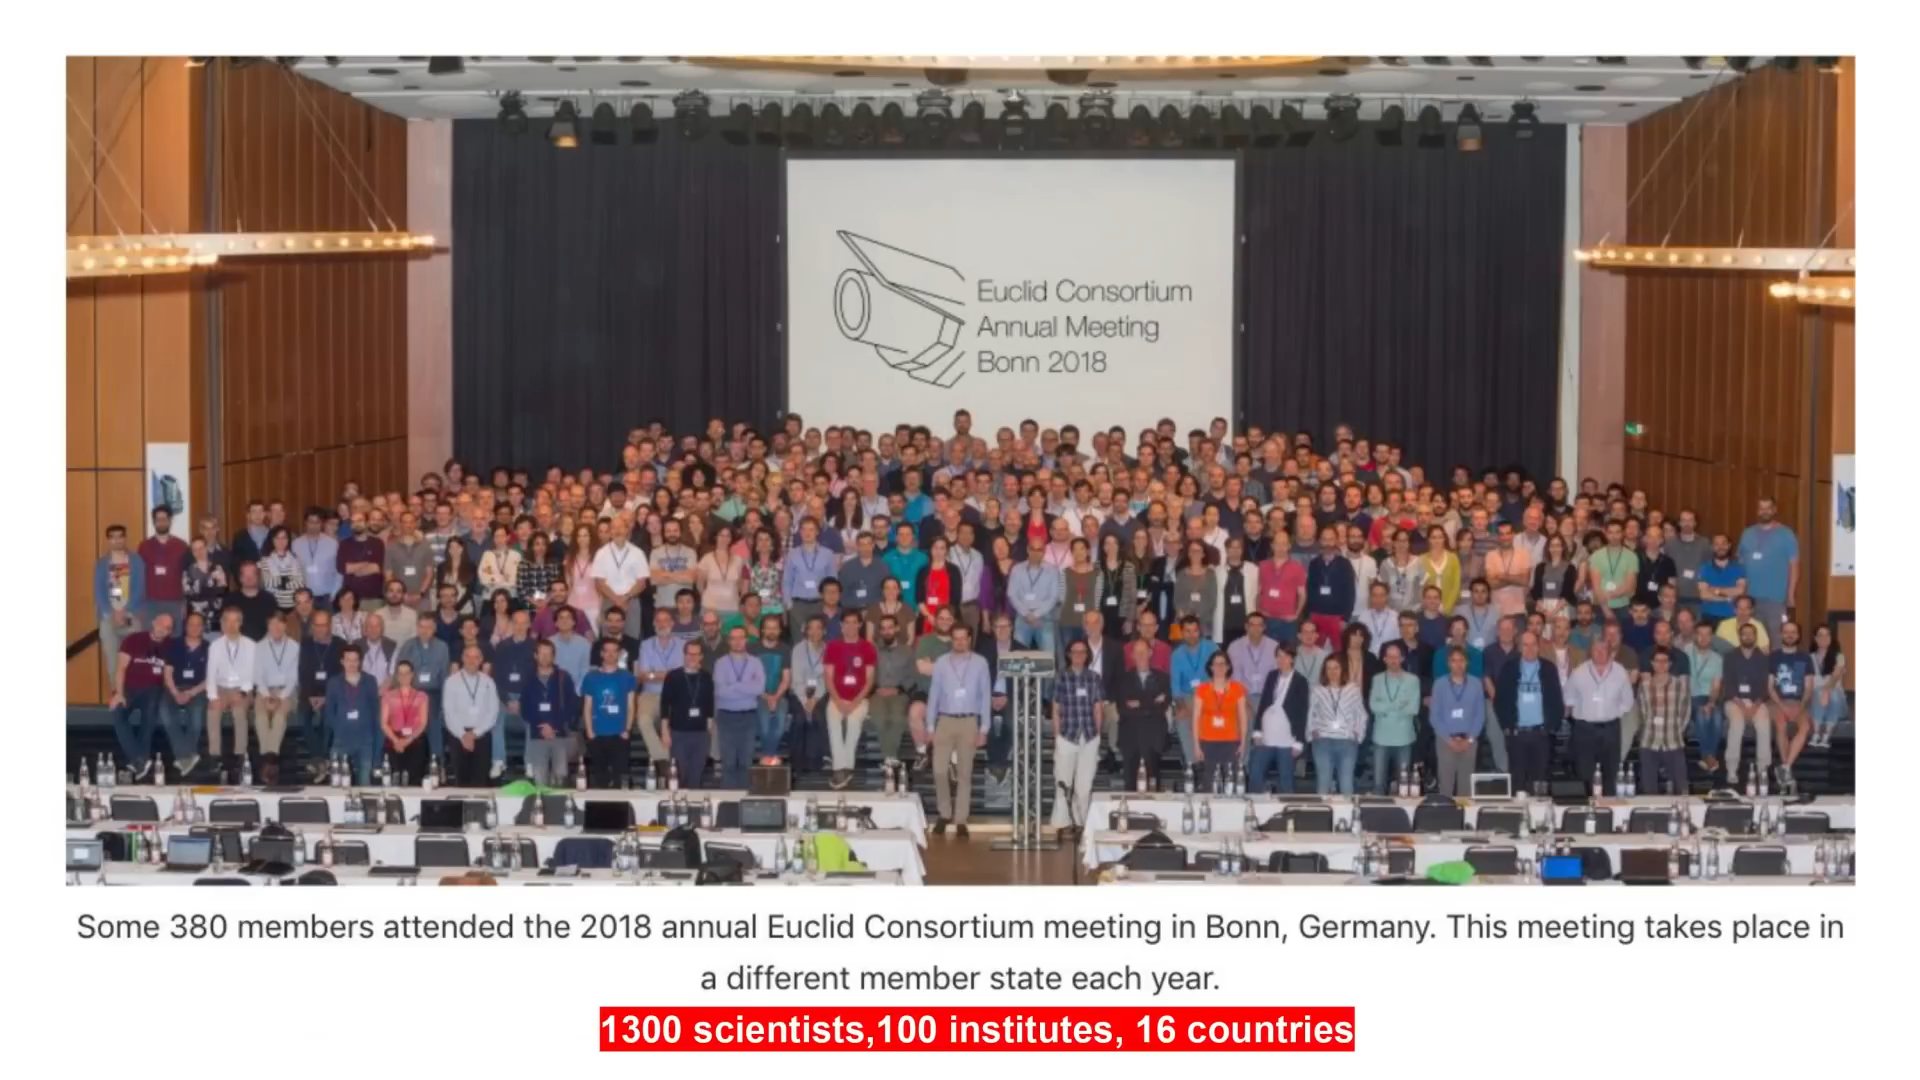 Euclid Consortium
Annual Meeting
Bonn 2018
Some 380 members attended the 2018 annual Euclid Consortium meeting in Bonn, Germany. This meeting takes place in
a different member state each year.
1300 scientists,100 institutes, 16 countries